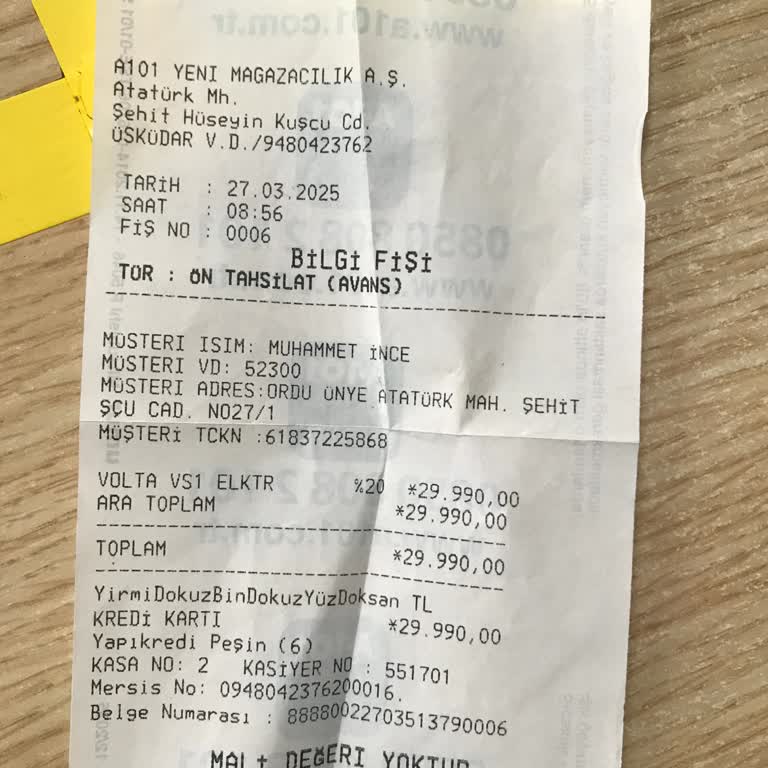 A101 YENI MAGAZACILIK A.Ş.
Atatürk Mh.
Şehit Hüseyin Kuşcu Cd.
ÜSKÜDAR V.D./9480423762
TARİH : 27.03.2025
SAAT : 08:56
FİŞ NO : 0006
BİLGİ FİŞİ
TÜR : ÖN TAHSİLAT (AVANS)
MÜSTERI ISIM: MUHAMMET İNCE
MÜSTERI VD: 52300
MÜSTERI ADRES:ORDU ÜNYE ATATÜRK MAH. ŞEHİT
ŞÇU CAD. NO27/1
MÜŞTERİ TCKN :61837225868
VOLTA VS1 ELKTR %20 *29.990,00
ARA TOPLAM *29.990,00
TOPLAM *29.990,00
YirmiDokuzBinDokuzYüzDoksan TL
KREDİ KARTI *29.990,00
Yapıkredi Peşin (6)
KASA NO: 2 KASİYER NO : 551701
Mersis No: 0948042376200016.
Belge Numarası : 88880022703513790006
MALİ DEĞERİ YOKTUR